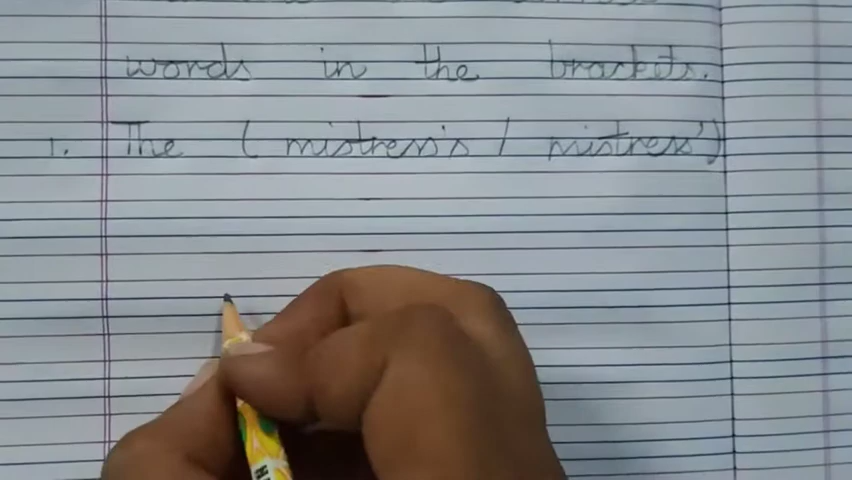 words in the brackets.
1. The ( mistress's / mistress')